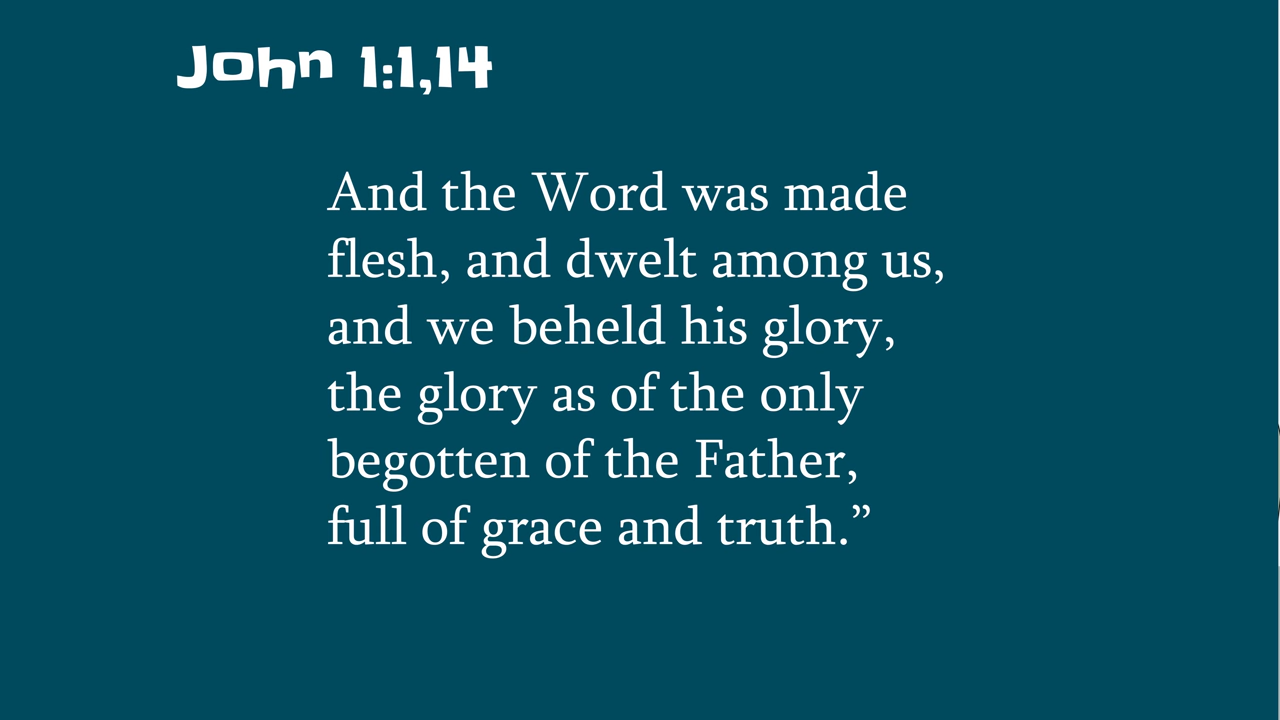 John 1:1,14
And the Word was made
flesh, and dwelt among us,
and we beheld his glory,
the glory as of the only
begotten of the Father,
full of grace and truth.”